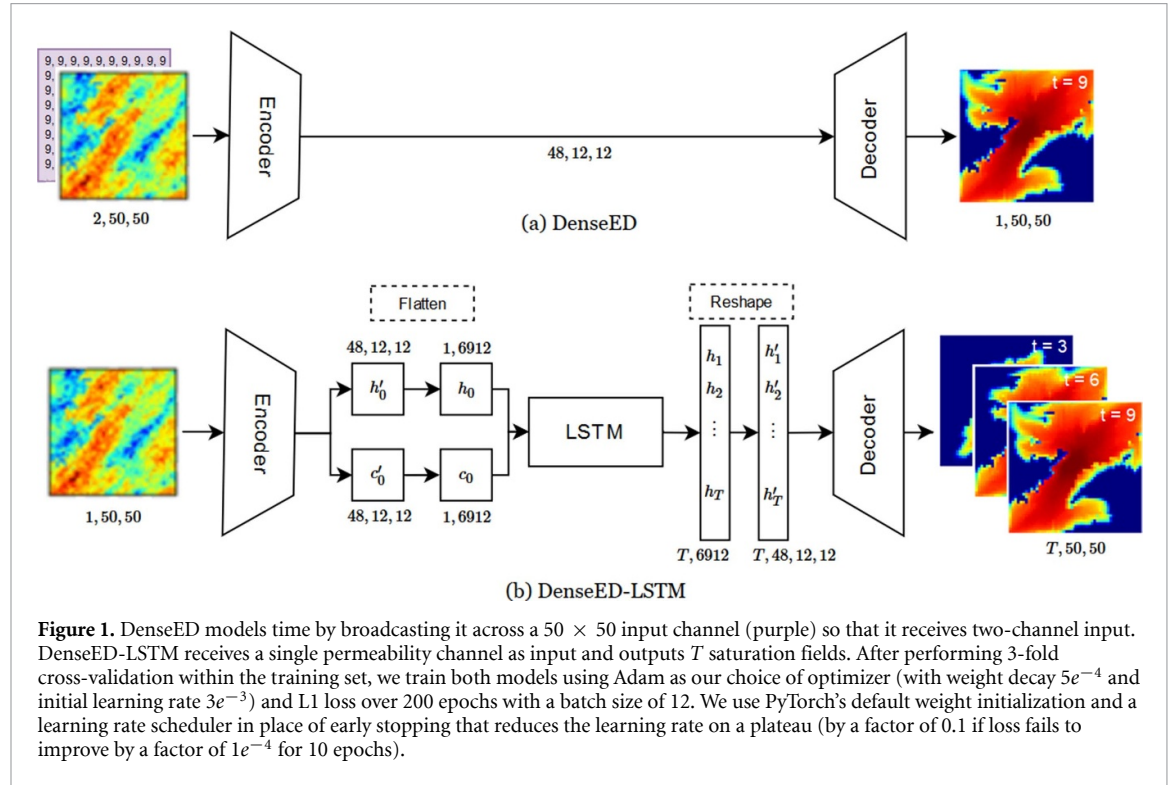 9, 9, 9, 9, 9, 9, 9, 9, 9, 9
9,
9,
9,
9,
9,
9,
9,
9,
2, 50, 50
Encoder
48, 12, 12
(a) DenseED
Decoder
t = 9
1, 50, 50
1, 50, 50
Encoder
Flatten
48, 12, 12
1, 6912
h′0
h0
c′0
c0
48, 12, 12
1, 6912
LSTM
Reshape
h1
h2
⋮
hT
h′1
h′2
⋮
h′T
T, 6912
T, 48, 12, 12
Decoder
t = 3
t = 6
t = 9
T, 50, 50
(b) DenseED-LSTM
Figure 1. DenseED models time by broadcasting it across a 50 × 50 input channel (purple) so that it receives two-channel input.
DenseED-LSTM receives a single permeability channel as input and outputs T saturation fields. After performing 3-fold
cross-validation within the training set, we train both models using Adam as our choice of optimizer (with weight decay 5e⁻⁴ and
initial learning rate 3e⁻³) and L1 loss over 200 epochs with a batch size of 12. We use PyTorch's default weight initialization and a
learning rate scheduler in place of early stopping that reduces the learning rate on a plateau (by a factor of 0.1 if loss fails to
improve by a factor of 1e⁻⁴ for 10 epochs).